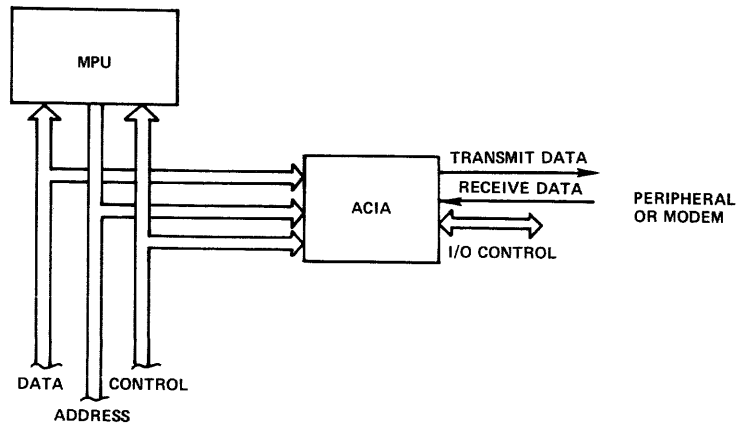 MPU
TRANSMIT DATA
RECEIVE DATA
ACIA
PERIPHERAL
OR MODEM
I/O CONTROL
DATA
CONTROL
ADDRESS